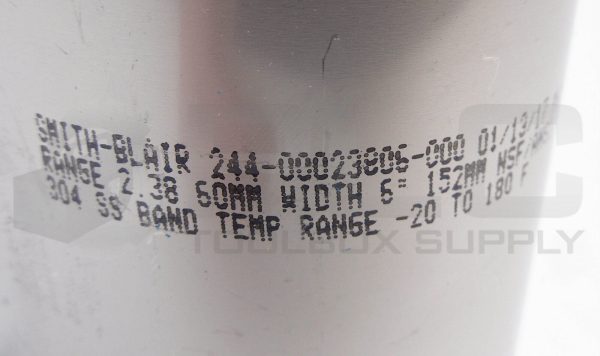 SMITH-BLAIR 244-00023806-000 01/13/
RANGE 2.38 60MM WIDTH 6" 152MM NSF
304 SS BAND TEMP RANGE -20 TO 180 F
TOOLBOX SUPPLY